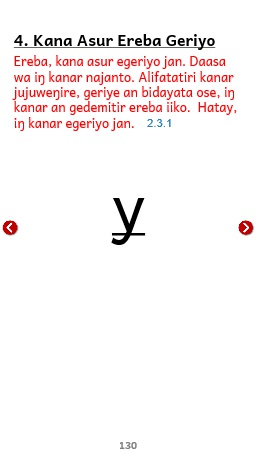 4. Kana Asur Ereba Geriyo
Ereba, kana asur egeriyo jan. Daasa
wa iŋ kanar najanto. Alifatatiri kanar
jujuweŋire, geriye an bidayata ose, iŋ
kanar an gedemitir ereba iiko. Hatay,
iŋ kanar egeriyo jan. 2.3.1
y
130